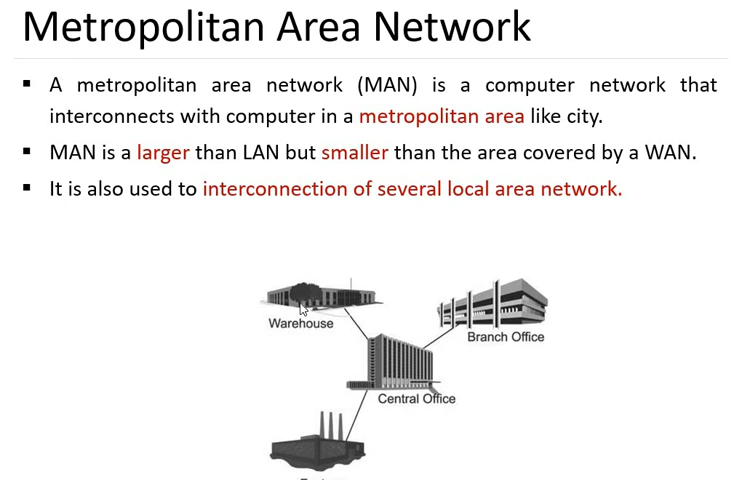 Metropolitan Area Network
▪ A metropolitan area network (MAN) is a computer network that
interconnects with computer in a metropolitan area like city.
▪ MAN is a larger than LAN but smaller than the area covered by a WAN.
▪ It is also used to interconnection of several local area network.
Warehouse
Branch Office
Central Office